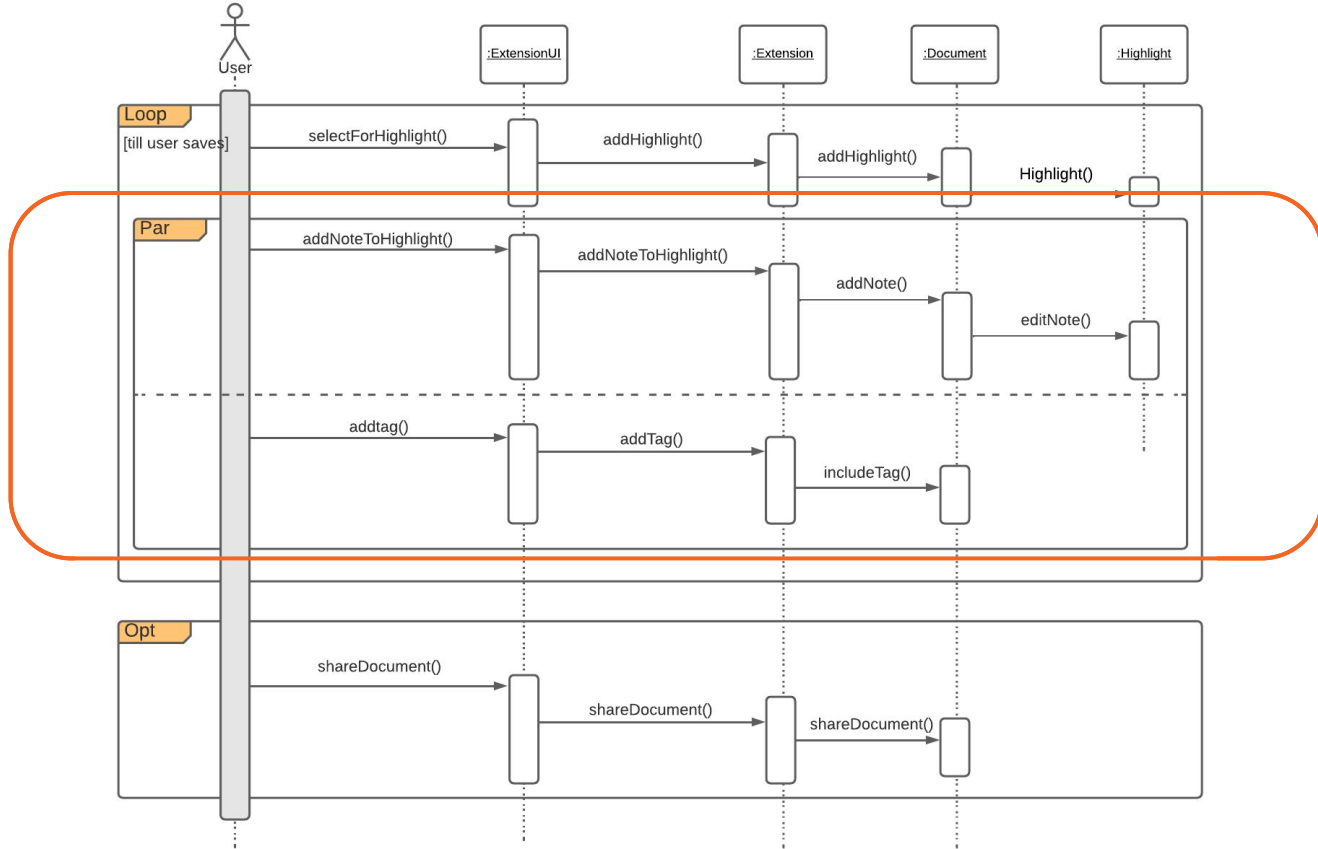 User
:ExtensionUI
:Extension
:Document
:Highlight
Loop
[till user saves]
selectForHighlight()
addHighlight()
addHighlight()
Highlight()
Par
addNoteToHighlight()
addNoteToHighlight()
addNote()
editNote()
addtag()
addTag()
includeTag()
Opt
shareDocument()
shareDocument()
shareDocument()